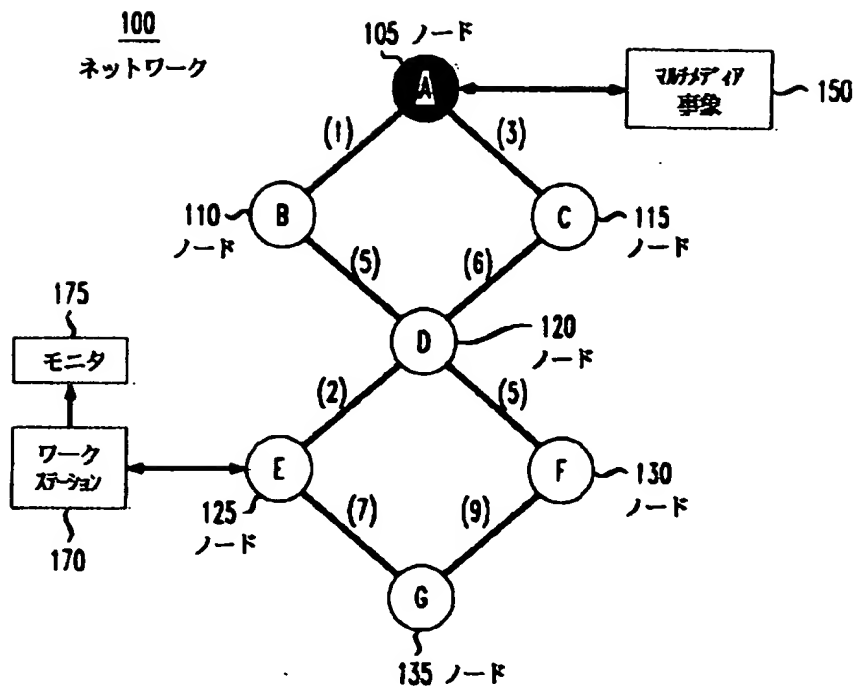 100
ネットワーク
105 ノード
A
マルチメディア
事象
150
(1)
(3)
110
ノード
B
C
115
ノード
(5)
(6)
175
モニタ
D
120
ノード
(2)
(5)
ワーク
ステーション
170
E
125
ノード
F
130
ノード
(7)
(9)
G
135 ノード